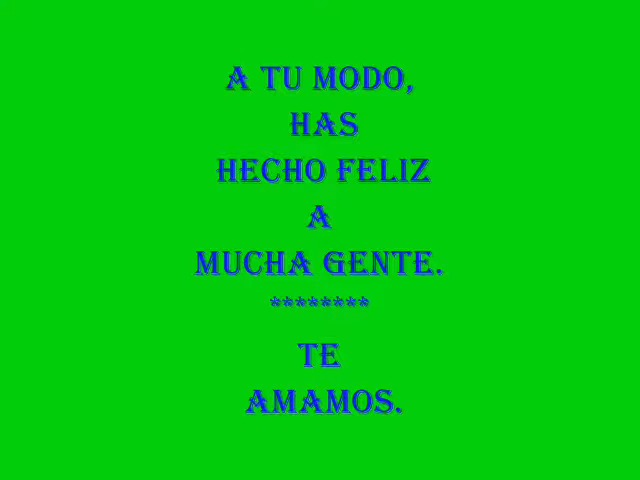 A TU MODO,
HAS
HECHO FELIZ
A
MUCHA GENTE.
********
TE
AMAMOS.